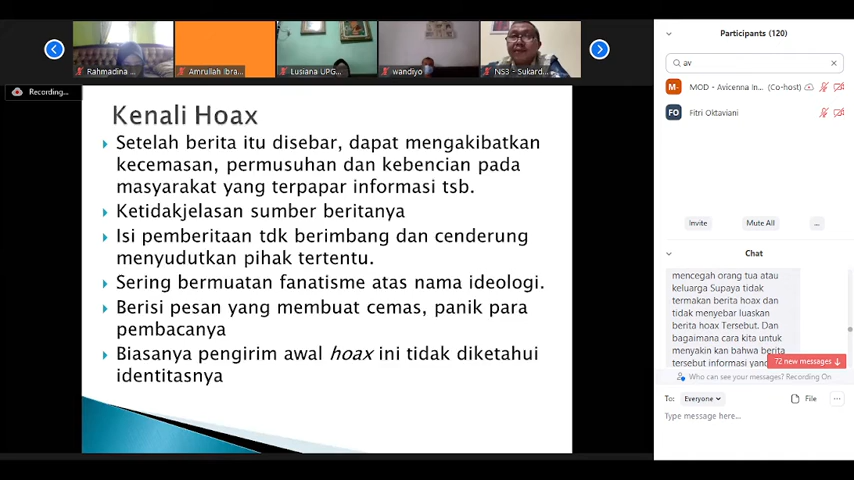 Participants (120)
Rahmadina ...
Amrullah Ibra...
Lusiana UPG...
wandiyo
NS3 - Sukard...
Recording...
av
M-
MOD - Avicenna In... (Co-host)
FO
Fitri Oktaviani
Invite
Mute All
...
Kenali Hoax
Setelah berita itu disebar, dapat mengakibatkan
kecemasan, permusuhan dan kebencian pada
masyarakat yang terpapar informasi tsb.
Ketidakjelasan sumber beritanya
Isi pemberitaan tdk berimbang dan cenderung
menyudutkan pihak tertentu.
Sering bermuatan fanatisme atas nama ideologi.
Berisi pesan yang membuat cemas, panik para
pembacanya
Biasanya pengirim awal hoax ini tidak diketahui
identitasnya
Chat
mencegah orang tua atau
keluarga Supaya tidak
termakan berita hoax dan
tidak menyebar luaskan
berita hoax Tersebut. Dan
bagaimana cara kita untuk
menyakin kan bahwa berita
tersebut informasi yang
72 new messages
Who can see your messages? Recording On
To: Everyone
File
...
Type message here...